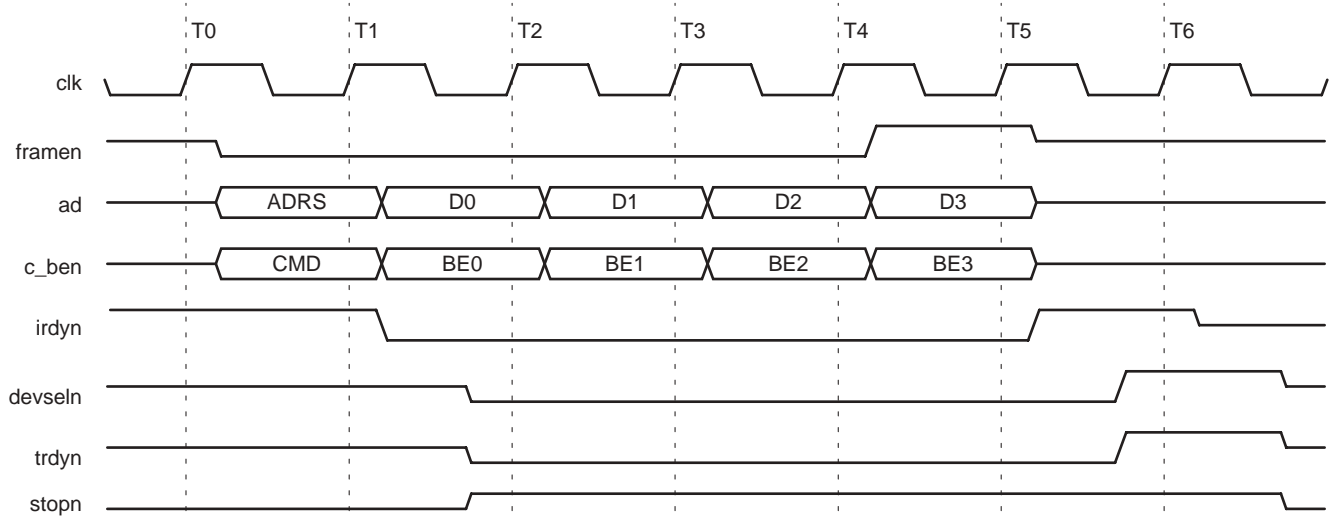 T0 T1 T2 T3 T4 T5 T6
clk
framen
ad ADRS D0 D1 D2 D3
c_ben CMD BE0 BE1 BE2 BE3
irdyn
devseln
trdyn
stopn